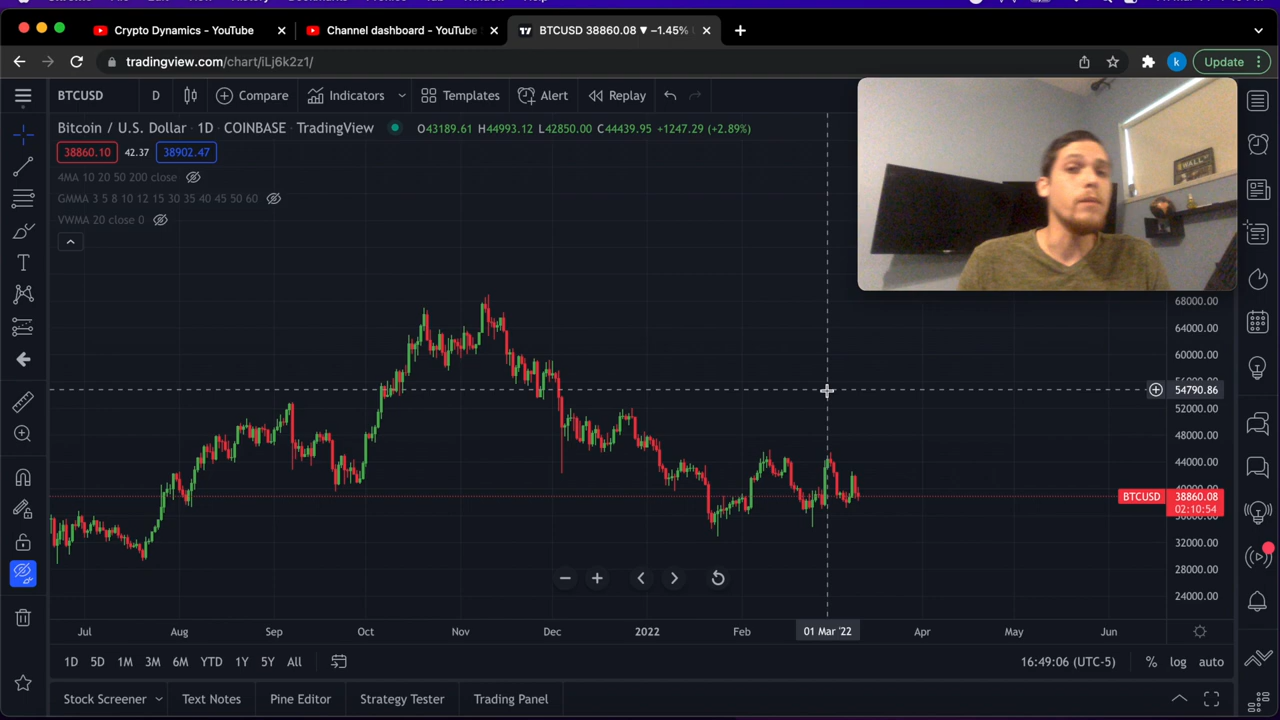 Crypto Dynamics - YouTube
Channel dashboard - YouTube
BTCUSD 38860.08 ▼ −1.45%
tradingview.com/chart/iLj6k2z1/
k
Update
BTCUSD D Compare Indicators Templates Alert Replay
Bitcoin / U.S. Dollar · 1D · COINBASE · TradingView O43189.61 H44993.12 L42850.00 C44439.95 +1247.29 (+2.89%)
38860.10 42.37 38902.47
4MA 10 20 50 200 close
GMMA 3 5 8 10 12 15 30 35 40 45 50 60
VWMA 20 close 0
68000.00
64000.00
60000.00
54790.86
52000.00
48000.00
44000.00
40000.00
BTCUSD 38860.08
02:10:54
36000.00
32000.00
28000.00
24000.00
Jul Aug Sep Oct Nov Dec 2022 Feb 01 Mar '22 Apr May Jun
1D 5D 1M 3M 6M YTD 1Y 5Y All 16:49:06 (UTC-5) % log auto
Stock Screener Text Notes Pine Editor Strategy Tester Trading Panel